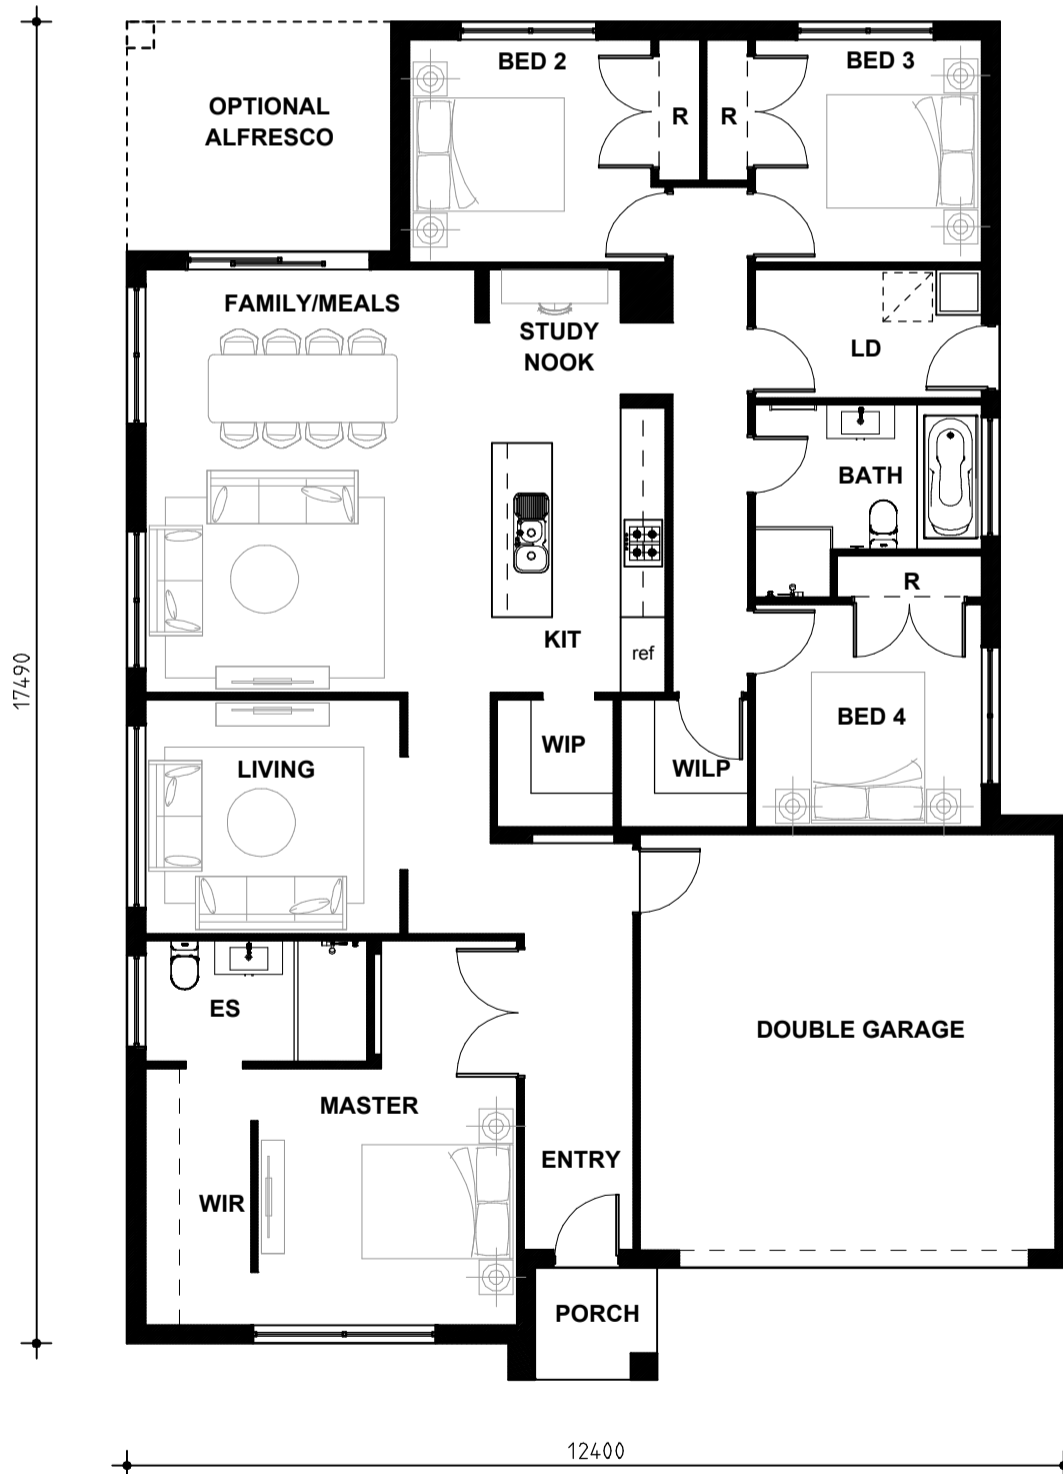 BED 2
BED 3
OPTIONAL
ALFRESCO
R
R
FAMILY/MEALS
STUDY
NOOK
LD
BATH
R
KIT
ref
BED 4
WIP
WILP
LIVING
17490
ES
DOUBLE GARAGE
MASTER
ENTRY
WIR
PORCH
12400